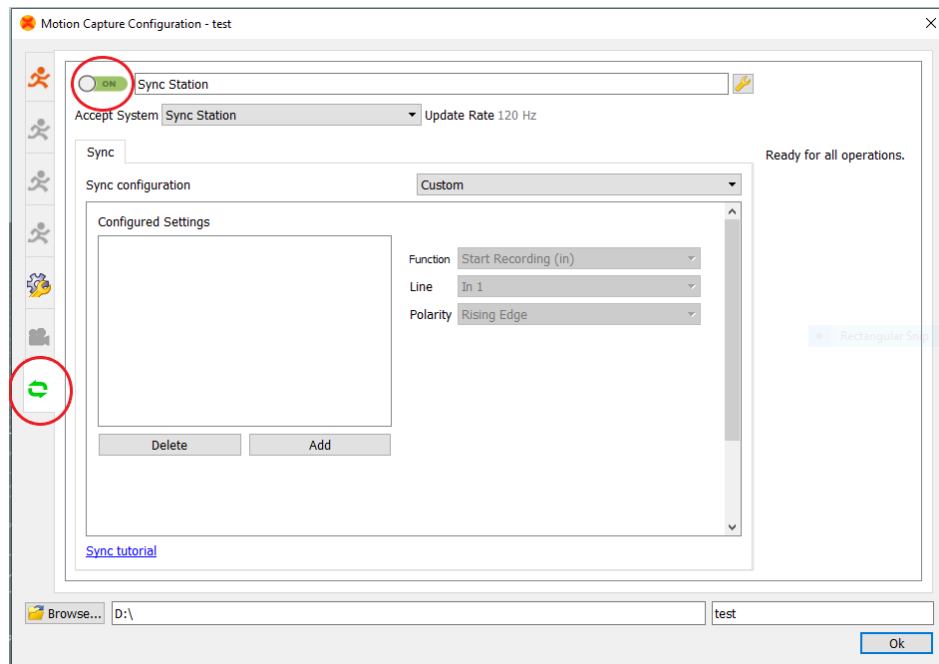 Motion Capture Configuration - test
ON Sync Station
Accept System Sync Station Update Rate 120 Hz
Sync
Ready for all operations.
Sync configuration Custom
Configured Settings
Function Start Recording (in)
Line In 1
Polarity Rising Edge
Rectangular Snip
Delete Add
Sync tutorial
Browse... D:\ test
Ok